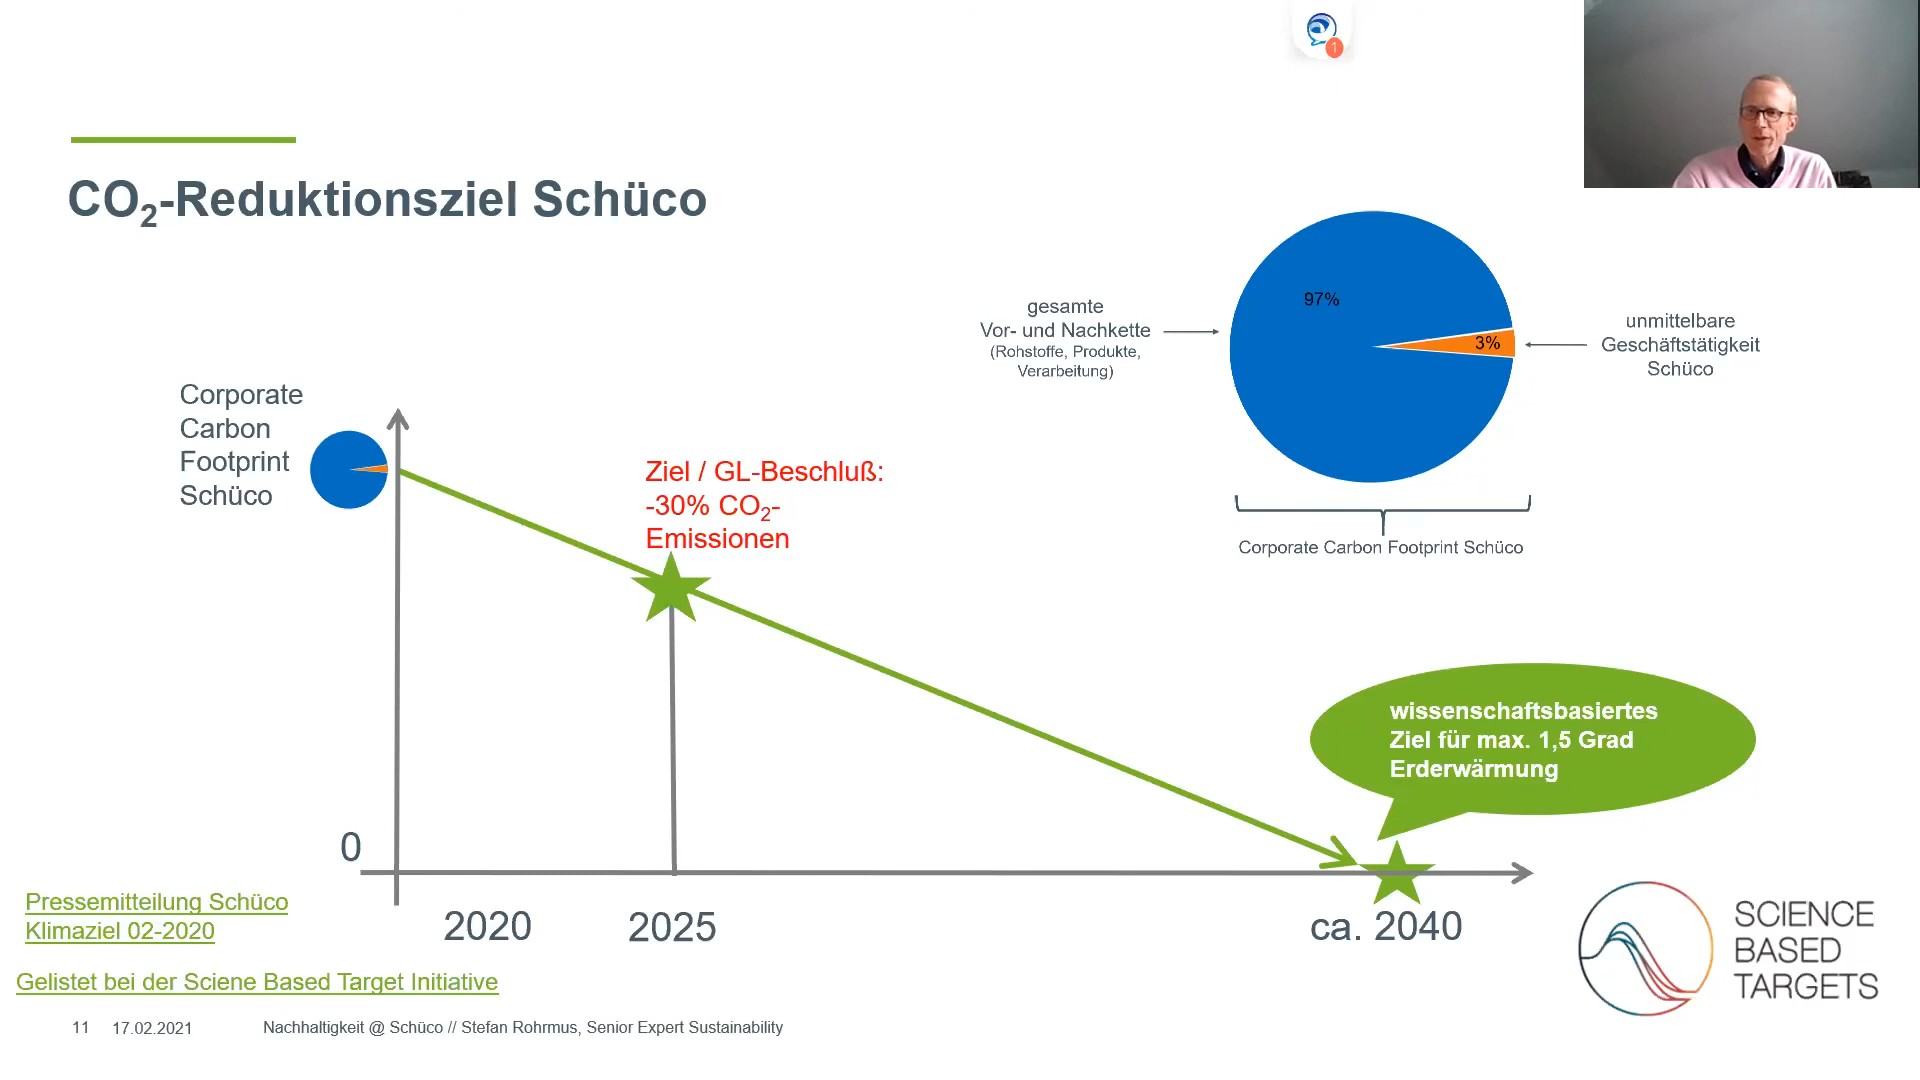 1
CO₂-Reduktionsziel Schüco
97%
3%
gesamte
Vor- und Nachkette
(Rohstoffe, Produkte,
Verarbeitung)
unmittelbare
Geschäftstätigkeit
Schüco
Corporate Carbon Footprint Schüco
Corporate
Carbon
Footprint
Schüco
Ziel / GL-Beschluß:
-30% CO₂-
Emissionen
wissenschaftsbasiertes
Ziel für max. 1,5 Grad
Erderwärmung
0
2020
2025
ca. 2040
Pressemitteilung Schüco
Klimaziel 02-2020
Gelistet bei der Sciene Based Target Initiative
SCIENCE
BASED
TARGETS
11 17.02.2021 Nachhaltigkeit @ Schüco // Stefan Rohrmus, Senior Expert Sustainability